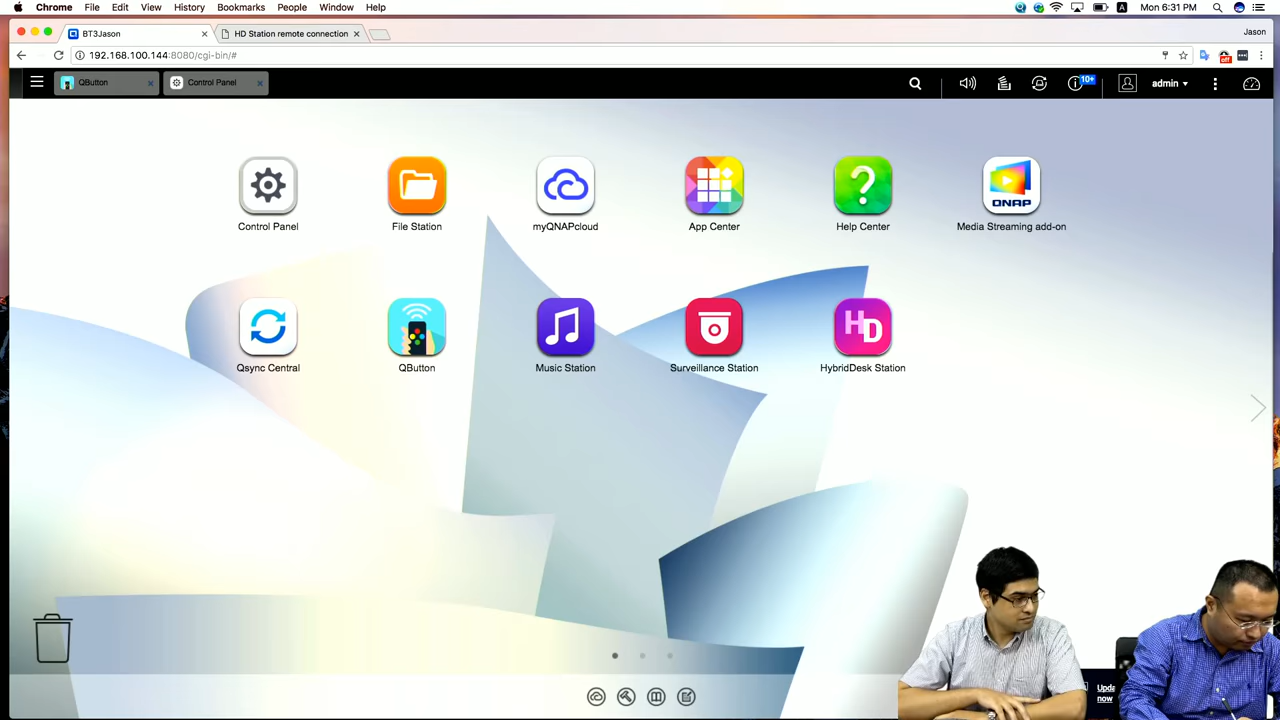 Chrome File Edit View History Bookmarks People Window Help
A Mon 6:31 PM
BT3Jason
HD Station remote connection
Jason
192.168.100.144:8080/cgi-bin/#
off
QButton
Control Panel
10+
admin
Control Panel
File Station
myQNAPcloud
App Center
?
Help Center
QNAP
Media Streaming add-on
Qsync Central
QButton
Music Station
Surveillance Station
HD
HybridDesk Station
Update
now